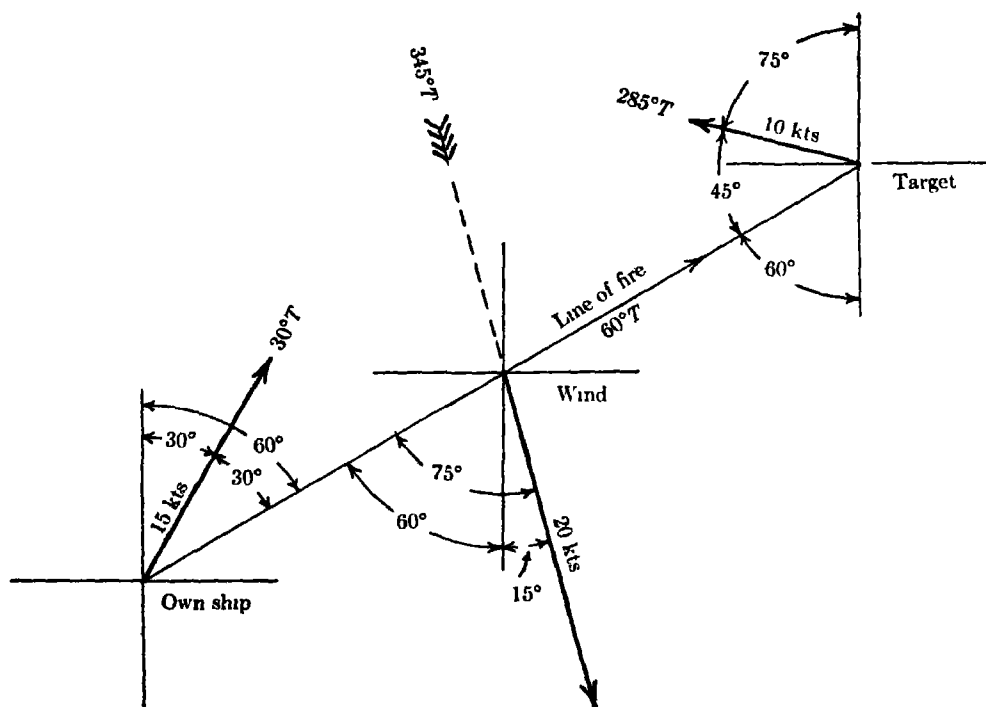 345°T
75°
285°T
10 kts
Target
45°
60°
Line of fire
60°T
30°T
Wind
30°
60°
30°
75°
60°
15 kts
20 kts
15°
Own ship